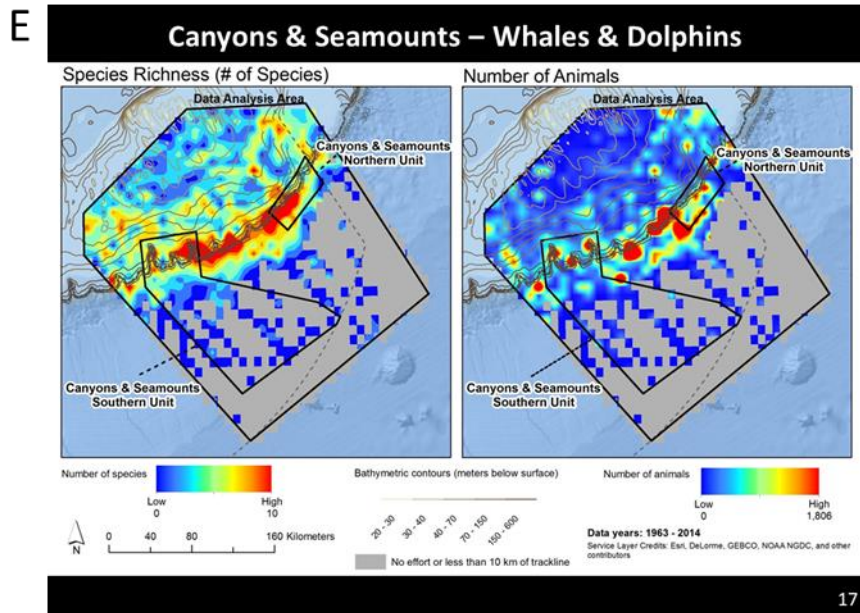 E
Canyons & Seamounts – Whales & Dolphins
Species Richness (# of Species)
Data Analysis Area
Canyons & Seamounts
Northern Unit
Canyons & Seamounts
Southern Unit
Number of Animals
Data Analysis Area
Canyons & Seamounts
Northern Unit
Canyons & Seamounts
Southern Unit
Number of species
Low
0
High
10
N
0 40 80 160 Kilometers
Bathymetric contours (meters below surface)
20 - 30
30 - 40
40 - 70
70 - 150
150-600
No effort or less than 10 km of trackline
Number of animals
Low
0
High
1,806
Data years: 1963 - 2014
Service Layer Credits: Esri, DeLorme, GEBCO, NOAA NGDC, and other
contributors
17